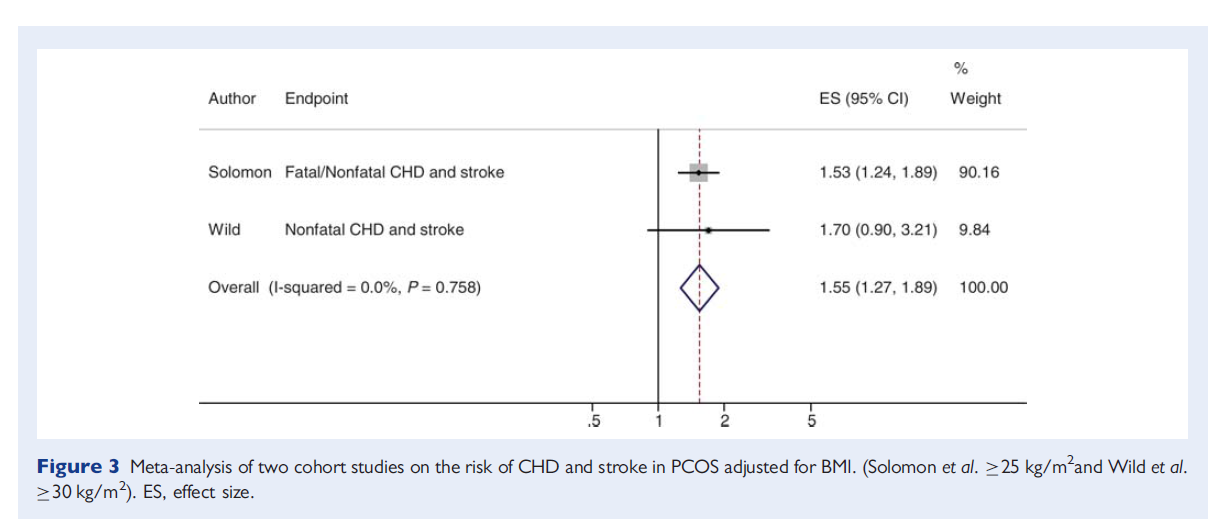 %
Author Endpoint ES (95% CI) Weight
Solomon Fatal/Nonfatal CHD and stroke 1.53 (1.24, 1.89) 90.16
Wild Nonfatal CHD and stroke 1.70 (0.90, 3.21) 9.84
Overall (I-squared = 0.0%, P = 0.758) 1.55 (1.27, 1.89) 100.00
.5 1 2 5
Figure 3 Meta-analysis of two cohort studies on the risk of CHD and stroke in PCOS adjusted for BMI. (Solomon et al. ≥25 kg/m²and Wild et al.
≥30 kg/m²). ES, effect size.